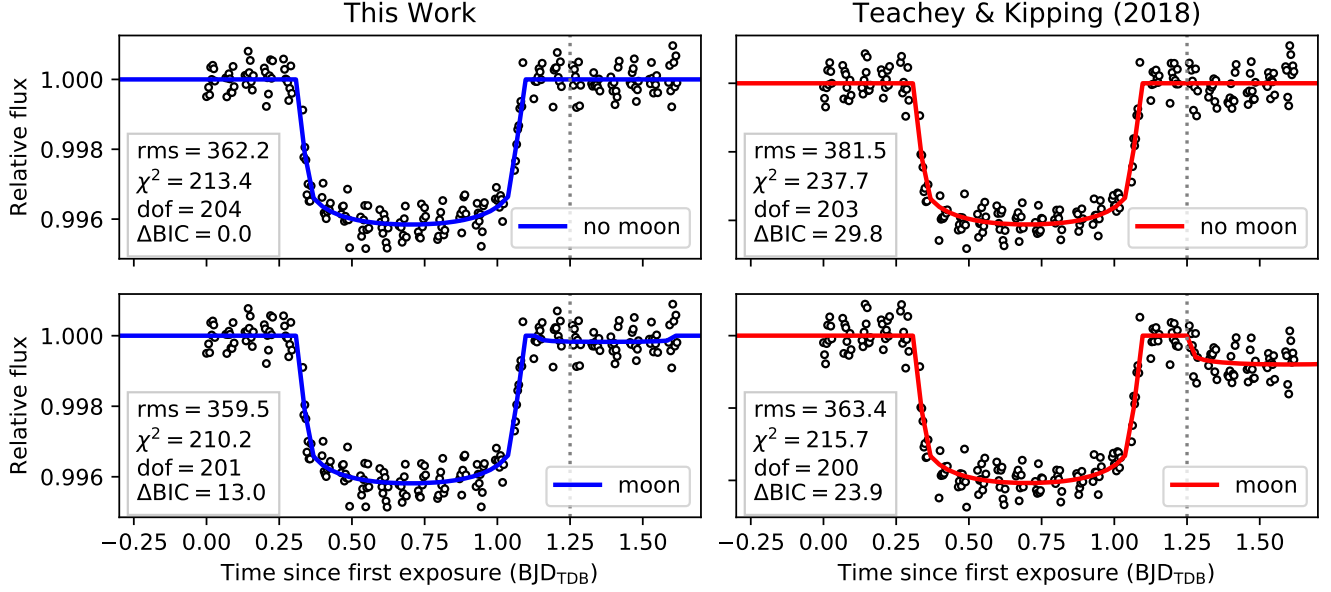 This Work
Teachey & Kipping (2018)
Relative flux
1.000
0.998
0.996
rms = 362.2
χ² = 213.4
dof = 204
ΔBIC = 0.0
no moon
rms = 381.5
χ² = 237.7
dof = 203
ΔBIC = 29.8
no moon
Relative flux
1.000
0.998
0.996
rms = 359.5
χ² = 210.2
dof = 201
ΔBIC = 13.0
moon
rms = 363.4
χ² = 215.7
dof = 200
ΔBIC = 23.9
moon
−0.25 0.00 0.25 0.50 0.75 1.00 1.25 1.50
−0.25 0.00 0.25 0.50 0.75 1.00 1.25 1.50
Time since first exposure (BJD_TDB)
Time since first exposure (BJD_TDB)